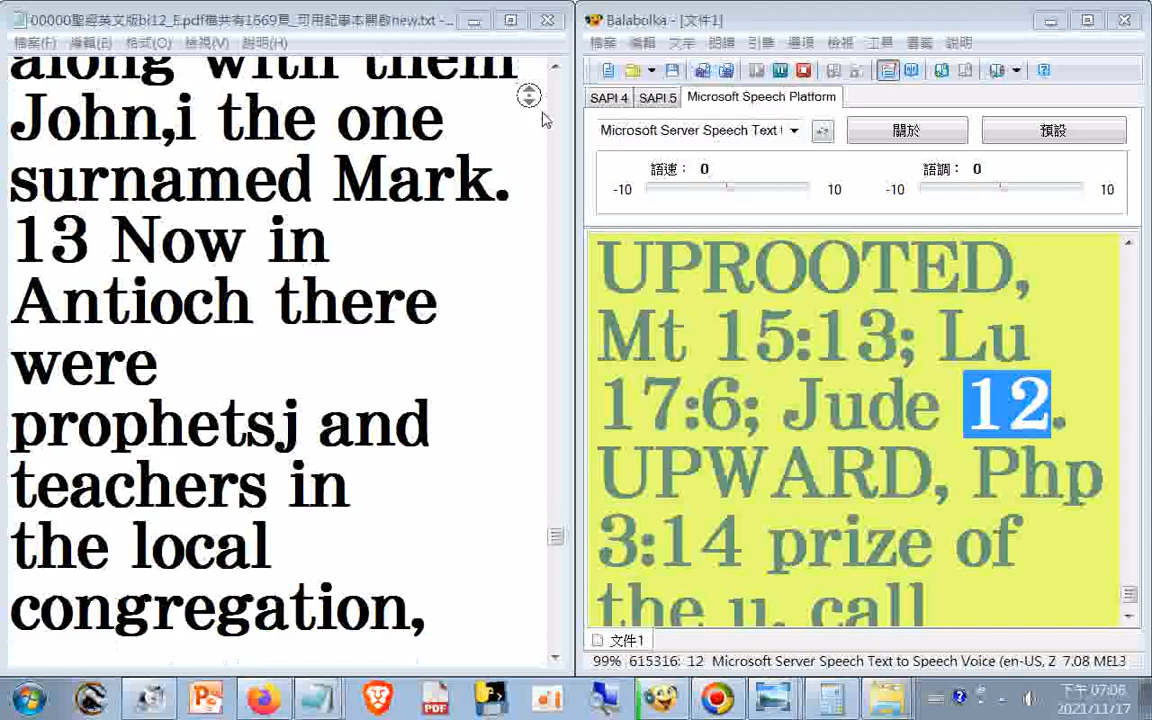 00000聖經英文版bi12_E.pdf檔共有1669頁_可用記事本開啟new.txt -...
檔案(F) 編輯(E) 格式(O) 檢視(V) 說明(H)
along with them
John,i the one
surnamed Mark.
13 Now in
Antioch there
were
prophetsj and
teachers in
the local
congregation,
Balabolka - [文件1]
檔案 編輯 文字 朗讀 引擎 選項 檢視 工具 書籤 說明
SAPI 4 SAPI 5 Microsoft Speech Platform
Microsoft Server Speech Text 關於 預設
語速： 0 語調： 0
-10 10 -10 10
UPROOTED,
Mt 15:13; Lu
17:6; Jude 12.
UPWARD, Php
3:14 prize of
the u. call
文件1
99% 615316: 12 Microsoft Server Speech Text to Speech Voice (en-US, Z 7.08 ME13
PDF
下午 07:06
2021/11/17